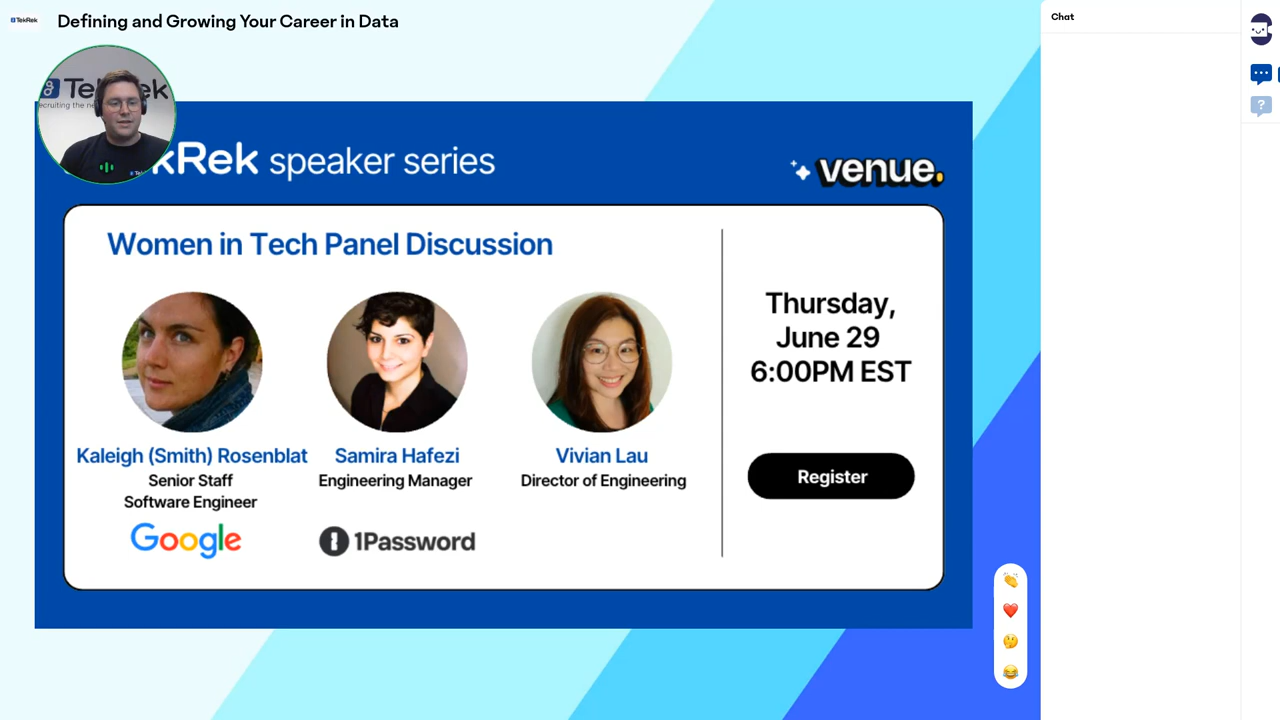 TekRek
Defining and Growing Your Career in Data
Chat
kRek speaker series
venue.
Women in Tech Panel Discussion
Thursday,
June 29
6:00PM EST
Register
Kaleigh (Smith) Rosenblat
Senior Staff
Software Engineer
Google
Samira Hafezi
Engineering Manager
1Password
Vivian Lau
Director of Engineering